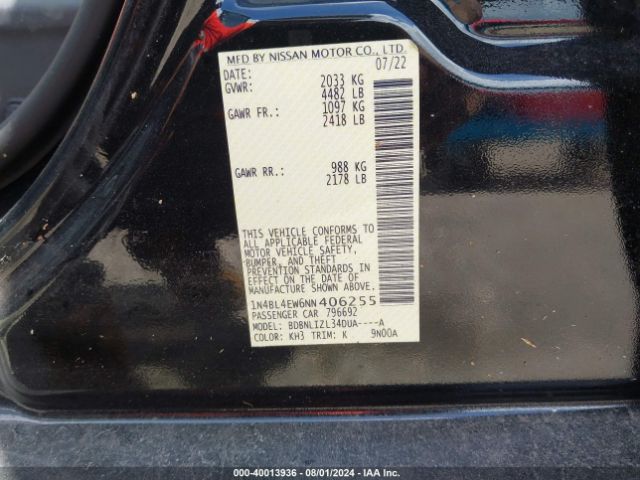 MFD BY NISSAN MOTOR CO., LTD.
DATE: 07/22
GVWR: 2033 KG
4482 LB
GAWR FR.: 1097 KG
2418 LB
GAWR RR.: 988 KG
2178 LB
THIS VEHICLE CONFORMS TO
ALL APPLICABLE FEDERAL
MOTOR VEHICLE SAFETY,
BUMPER, AND THEFT
PREVENTION STANDARDS IN
EFFECT ON THE DATE OF
MANUFACTURE SHOWN ABOVE.
1N4BL4EW6NN406255
PASSENGER CAR 796692
MODEL: BDBNLIZL34DUA----A
COLOR: KH3 TRIM: K 9N00A
000-40013936 - 08/01/2024 - IAA Inc.